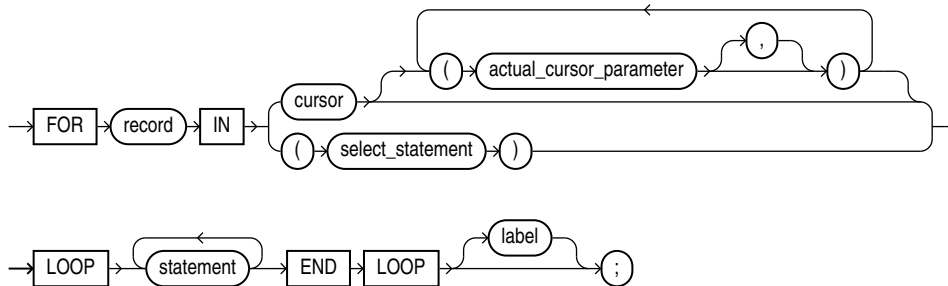 ( actual_cursor_parameter , )
cursor
FOR record IN
( select_statement )
label
LOOP statement END LOOP ;